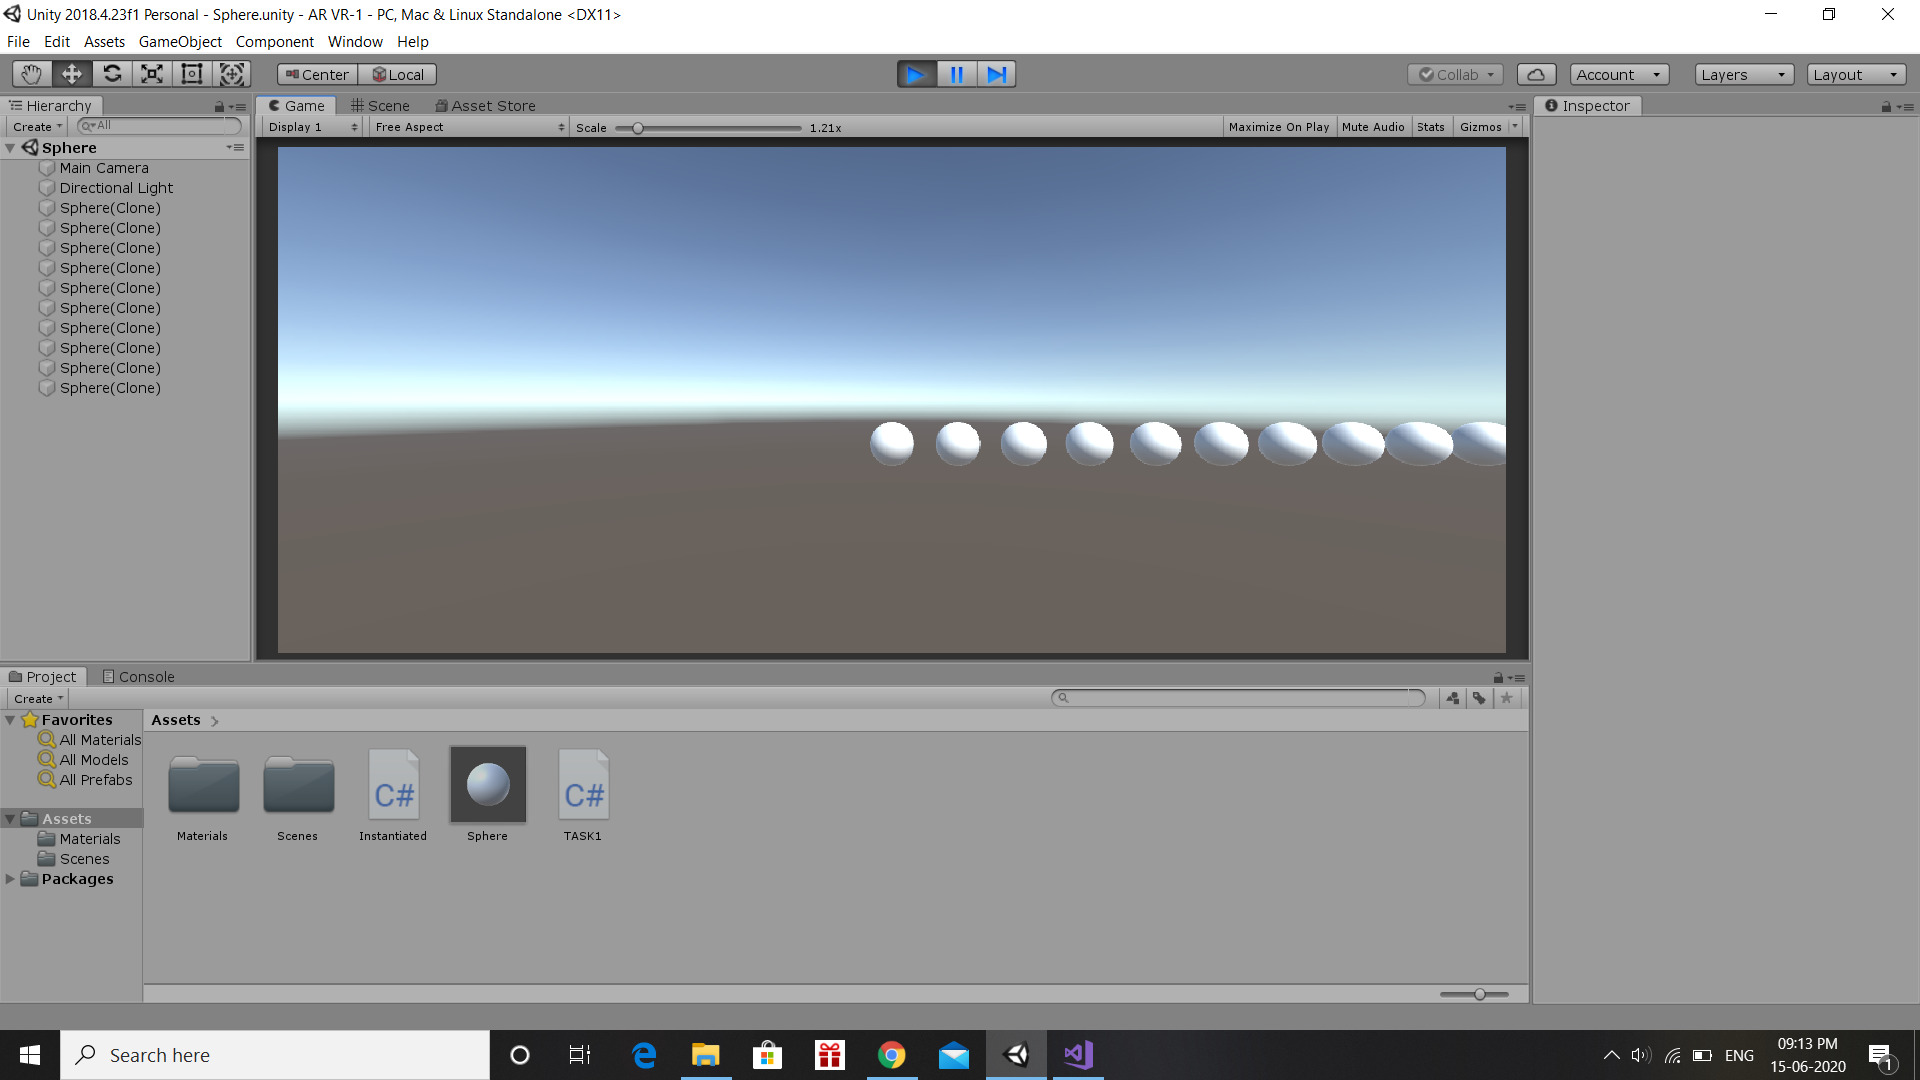 Unity 2018.4.23f1 Personal - Sphere.unity - AR VR-1 - PC, Mac & Linux Standalone <DX11>
File Edit Assets GameObject Component Window Help
Center Local Collab Account Layers Layout
Hierarchy Game Scene Asset Store Inspector
Create All Display 1 Free Aspect Scale 1.21x Maximize On Play Mute Audio Stats Gizmos
Sphere
Main Camera
Directional Light
Sphere(Clone)
Sphere(Clone)
Sphere(Clone)
Sphere(Clone)
Sphere(Clone)
Sphere(Clone)
Sphere(Clone)
Sphere(Clone)
Sphere(Clone)
Sphere(Clone)
Project Console
Create
Favorites Assets
All Materials
All Models
All Prefabs
C# C#
Materials Scenes Instantiated Sphere TASK1
Assets
Materials
Scenes
Packages
Search here ENG 09:13 PM
15-06-2020
1